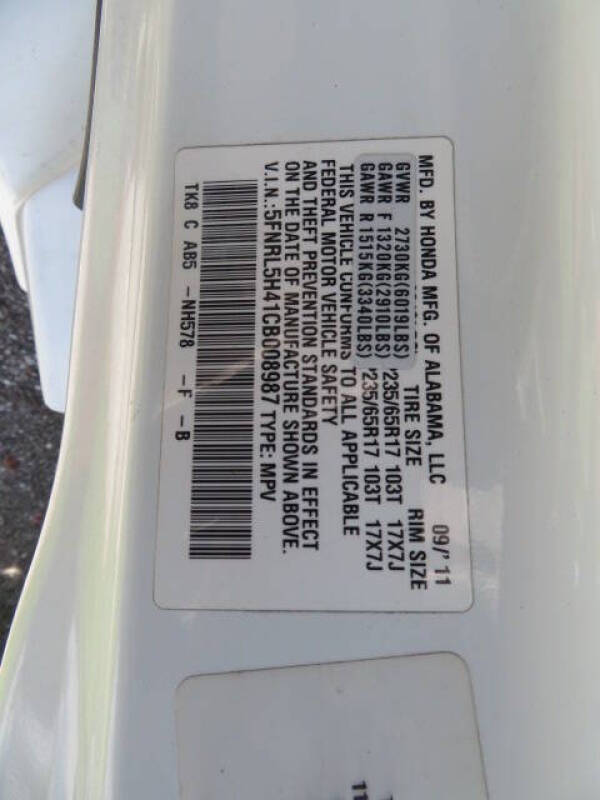 MFD. BY HONDA MFG. OF ALABAMA, LLC 09/'11
TIRE SIZE RIM SIZE
GVWR 2730KG(6019LBS)
GAWR F 1320KG(2910LBS) 235/65R17 103T 17X7J
GAWR R 1515KG(3340LBS) 235/65R17 103T 17X7J
THIS VEHICLE CONFORMS TO ALL APPLICABLE
FEDERAL MOTOR VEHICLE SAFETY
AND THEFT PREVENTION STANDARDS IN EFFECT
ON THE DATE OF MANUFACTURE SHOWN ABOVE.
V.I.N.:5FNRL5H41CB008987 TYPE: MPV
TK8 C AB5 -NH578 -F -B
11